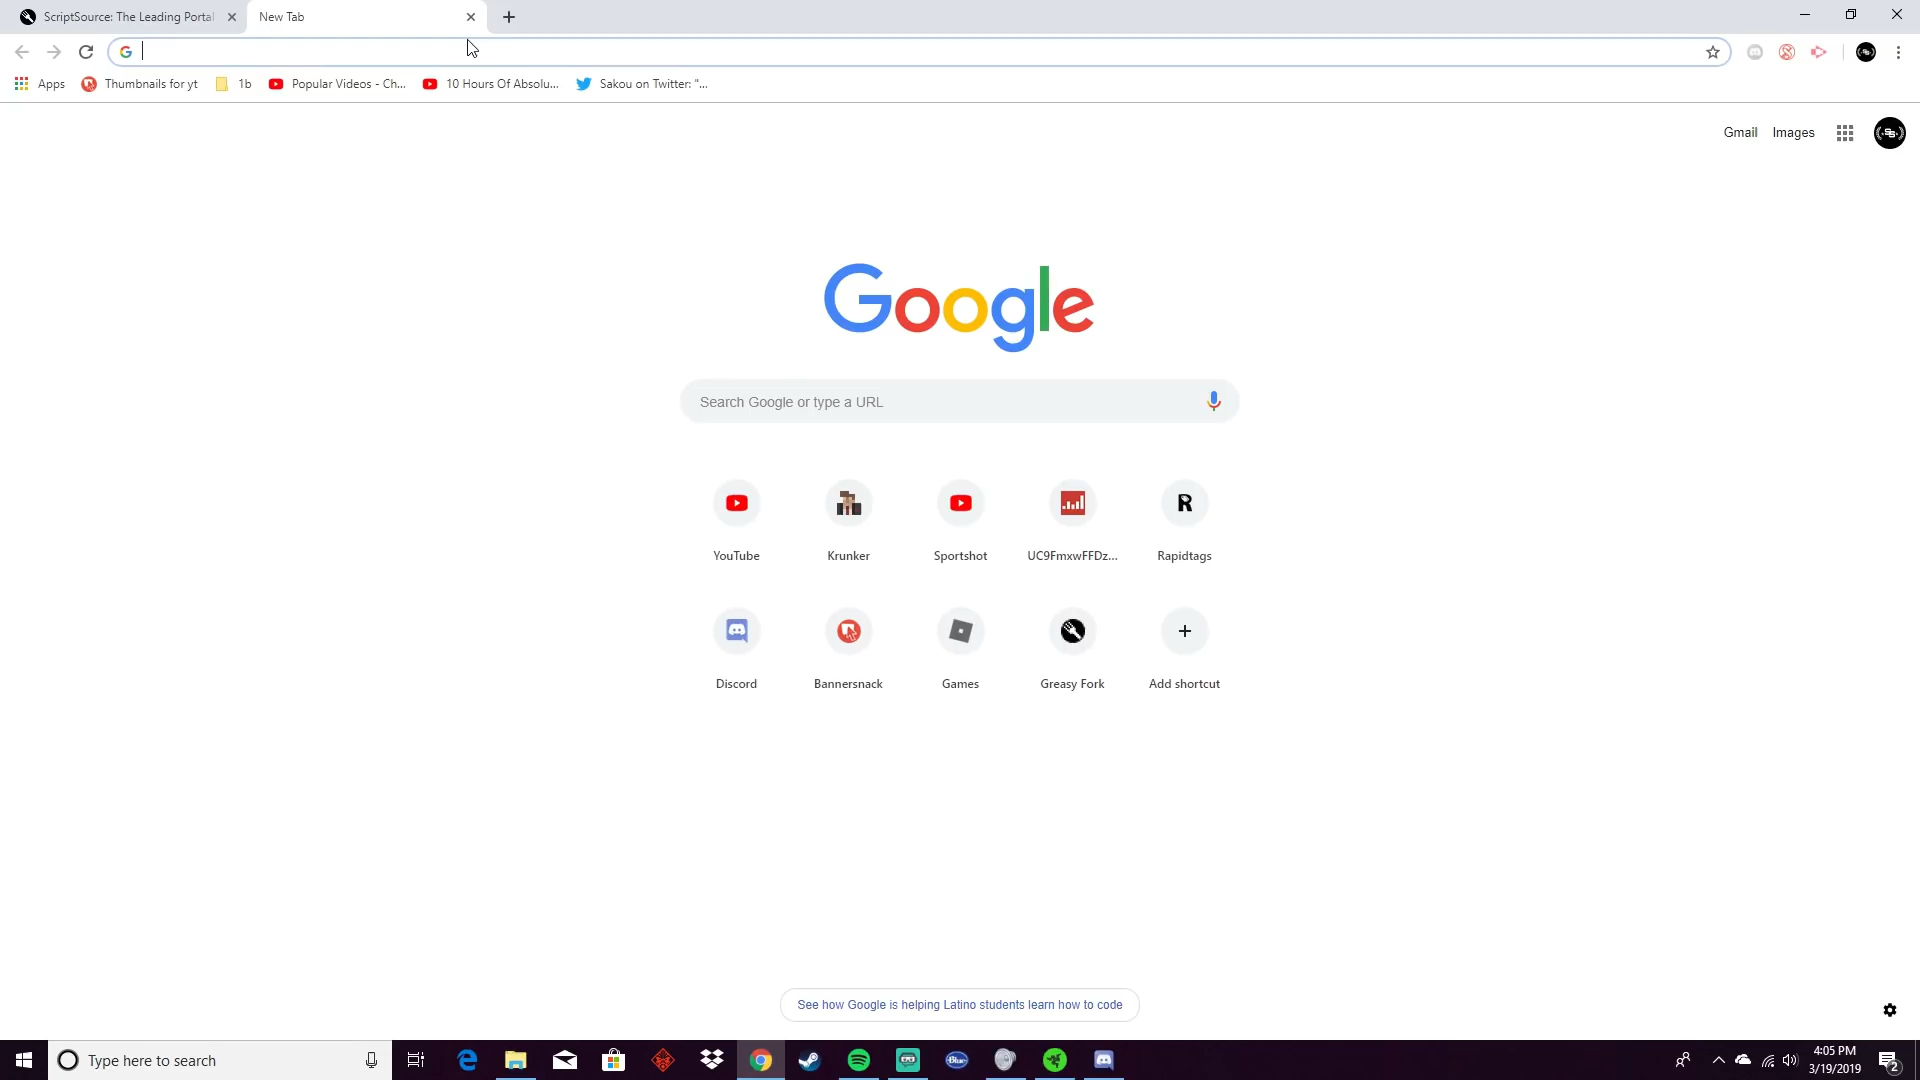 ScriptSource: The Leading Portal
New Tab
Apps
Thumbnails for yt
1b
Popular Videos - Ch...
10 Hours Of Absolu...
Sakou on Twitter: "...
Gmail
Images
Google
Search Google or type a URL
YouTube
Krunker
Sportshot
UC9FmxwFFDz...
Rapidtags
Discord
Bannersnack
Games
Greasy Fork
Add shortcut
See how Google is helping Latino students learn how to code
Type here to search
Blue
4:05 PM
3/19/2019
2